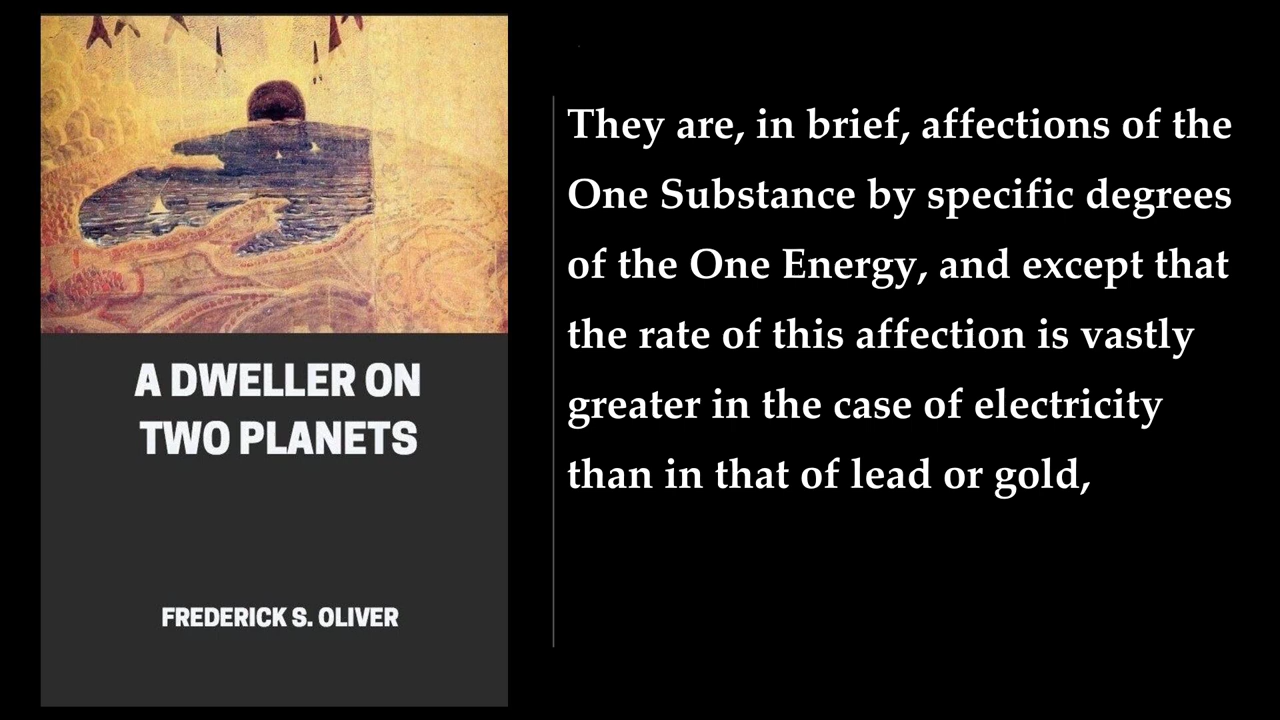 A DWELLER ON
TWO PLANETS
FREDERICK S. OLIVER
They are, in brief, affections of the
One Substance by specific degrees
of the One Energy, and except that
the rate of this affection is vastly
greater in the case of electricity
than in that of lead or gold,